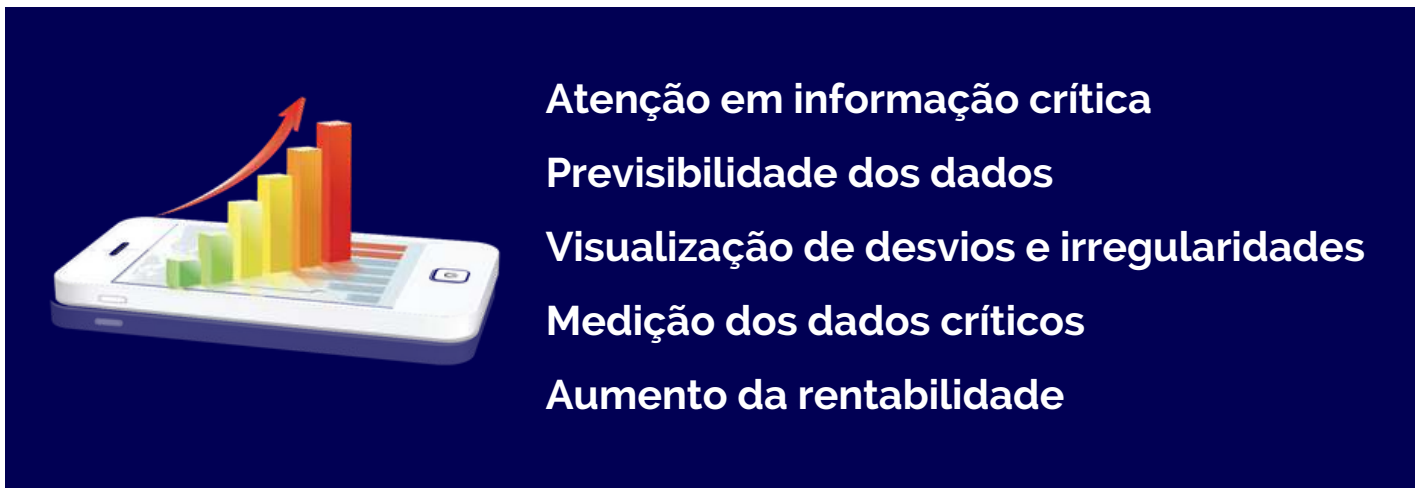 Atenção em informação crítica
Previsibilidade dos dados
Visualização de desvios e irregularidades
Medição dos dados críticos
Aumento da rentabilidade